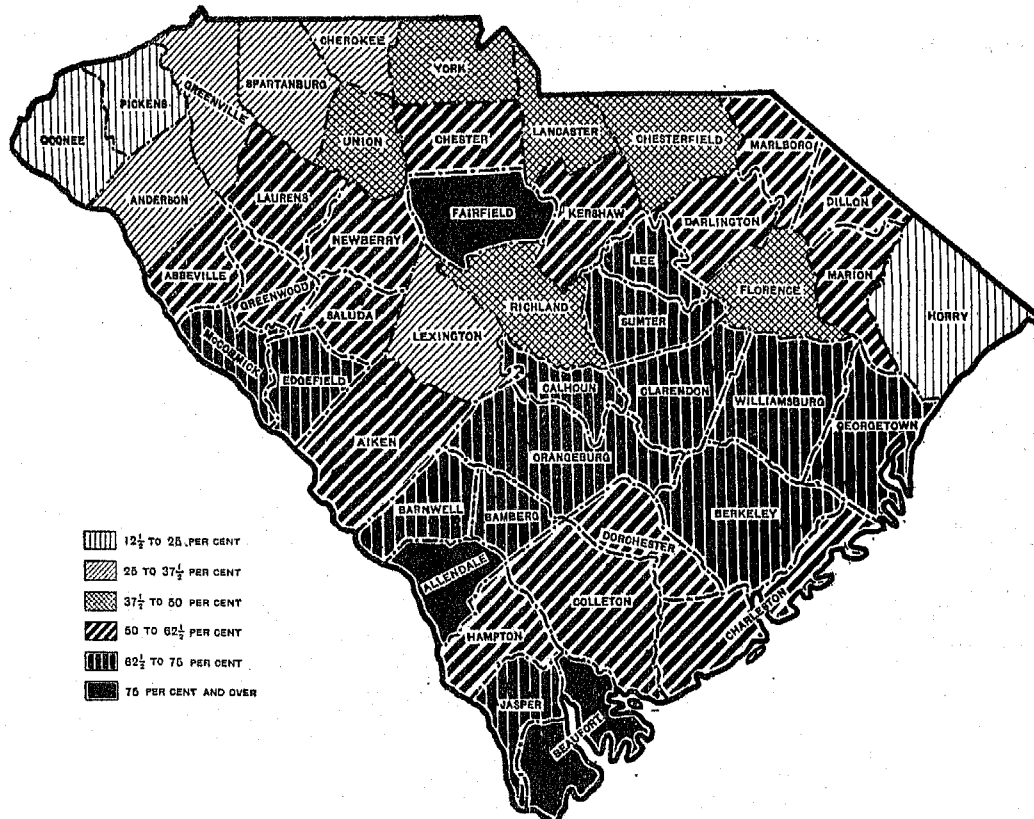 CHEROKEE
YORK
SPARTANBURG
PICKENS
GREENVILLE
OCONEE
UNION
CHESTER
LANCASTER
CHESTERFIELD
MARLBORO
ANDERSON
LAURENS
FAIRFIELD
KERSHAW
DARLINGTON
DILLON
NEWBERRY
ABBEVILLE
LEE
MARION
GREENWOOD
SALUDA
RICHLAND
FLORENCE
SUMTER
HORRY
LEXINGTON
MCCORMICK
EDGEFIELD
CALHOUN
CLARENDON
WILLIAMSBURG
GEORGETOWN
AIKEN
ORANGEBURG
BARNWELL
BAMBERG
BERKELEY
DORCHESTER
ALLENDALE
COLLETON
CHARLESTON
HAMPTON
JASPER
BEAUFORT
12½ TO 25 PER CENT
25 TO 37½ PER CENT
37½ TO 50 PER CENT
50 TO 62½ PER CENT
62½ TO 75 PER CENT
75 PER CENT AND OVER